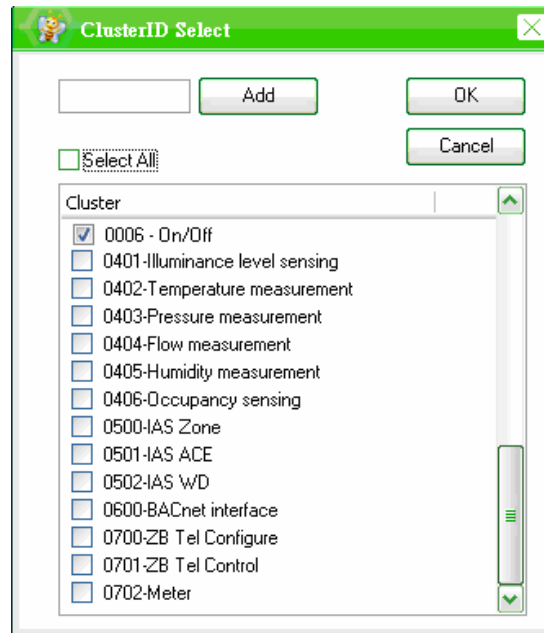 ClusterID Select
Add
OK
Cancel
Select All
Cluster
0006 - On/Off
0401-Illuminance level sensing
0402-Temperature measurement
0403-Pressure measurement
0404-Flow measurement
0405-Humidity measurement
0406-Occupancy sensing
0500-IAS Zone
0501-IAS ACE
0502-IAS WD
0600-BACnet interface
0700-ZB Tel Configure
0701-ZB Tel Control
0702-Meter